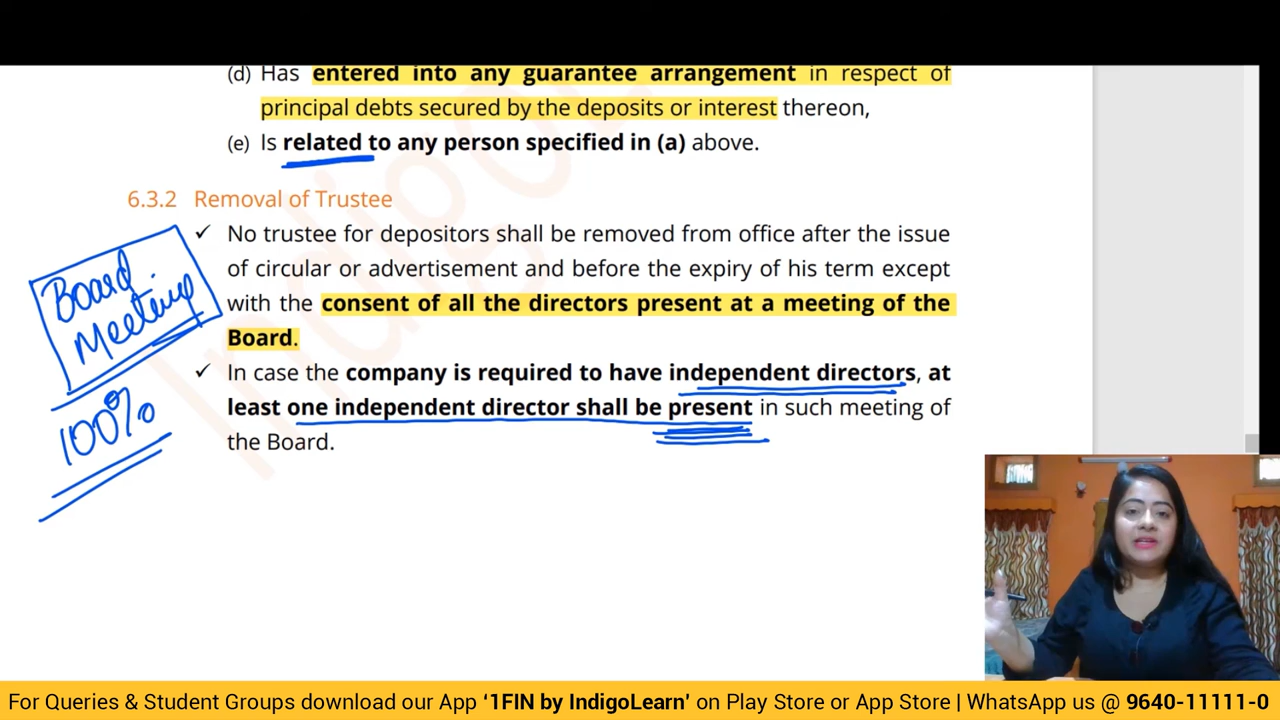 (d) Has entered into any guarantee arrangement in respect of
principal debts secured by the deposits or interest thereon,
(e) Is related to any person specified in (a) above.
6.3.2 Removal of Trustee
✓ No trustee for depositors shall be removed from office after the issue
of circular or advertisement and before the expiry of his term except
with the consent of all the directors present at a meeting of the
Board.
✓ In case the company is required to have independent directors, at
least one independent director shall be present in such meeting of
the Board.
Board
Meeting
100%
Indigo
For Queries & Student Groups download our App ‘1FIN by IndigoLearn’ on Play Store or App Store | WhatsApp us @ 9640-11111-0